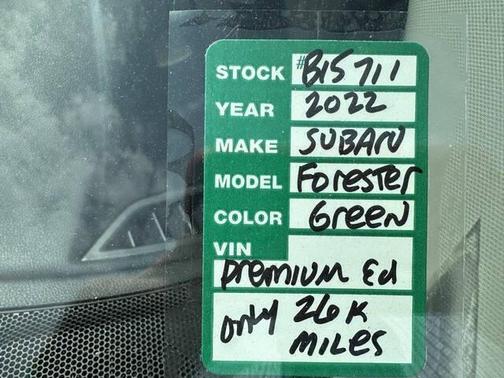 STOCK #B15711
YEAR 2022
MAKE SUBARU
MODEL Forester
COLOR Green
VIN
Premium Ed
only 26K
MILES